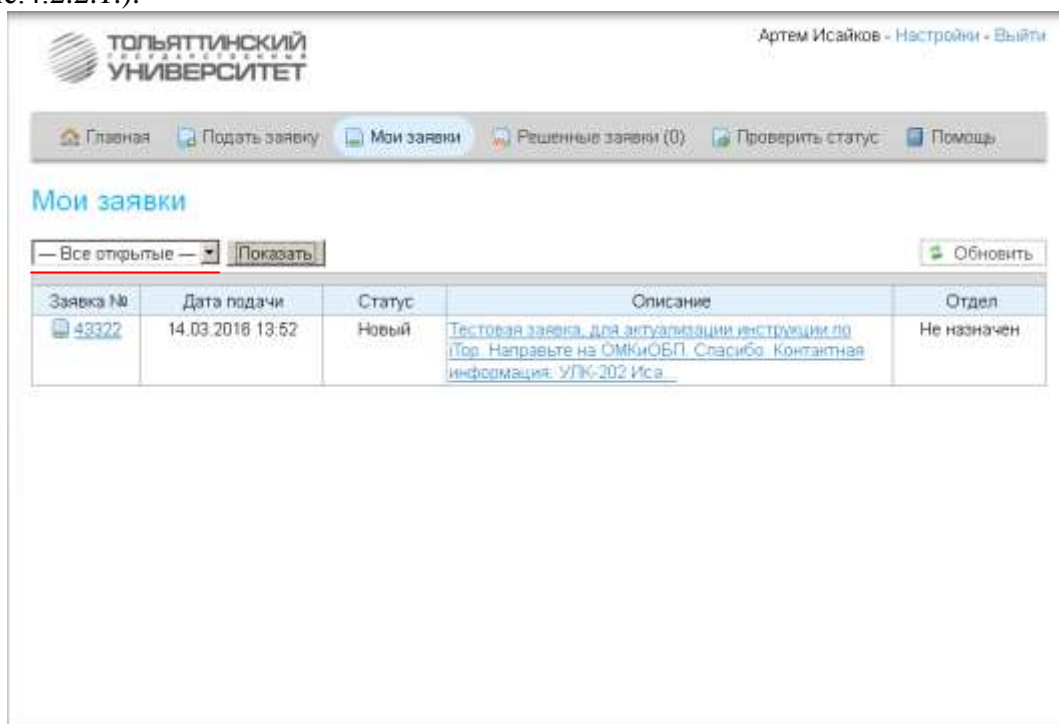 ТОЛЬЯТТИНСКИЙ
ГОСУДАРСТВЕННЫЙ
УНИВЕРСИТЕТ
Артем Исайков - Настройки - Выйти
Главная Подать заявку Мои заявки Решенные заявки (0) Проверить статус Помощь
Мои заявки
— Все открытые — Показать Обновить
Заявка № Дата подачи Статус Описание Отдел
43322 14.03.2016 13:52 Новый Тестовая заявка, для актуализации инструкции по Не назначен
iTop. Направьте на ОМКиОБП. Спасибо. Контактная
информация: УЛК-202 Иса...